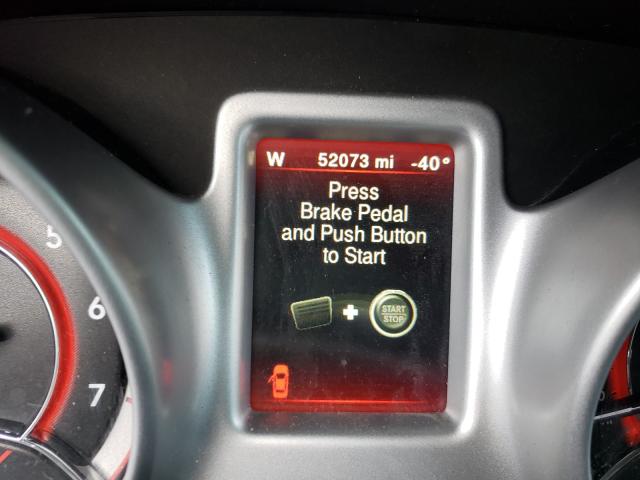 W 52073 mi -40°
Press
Brake Pedal
and Push Button
to Start
START
STOP
5
6
7